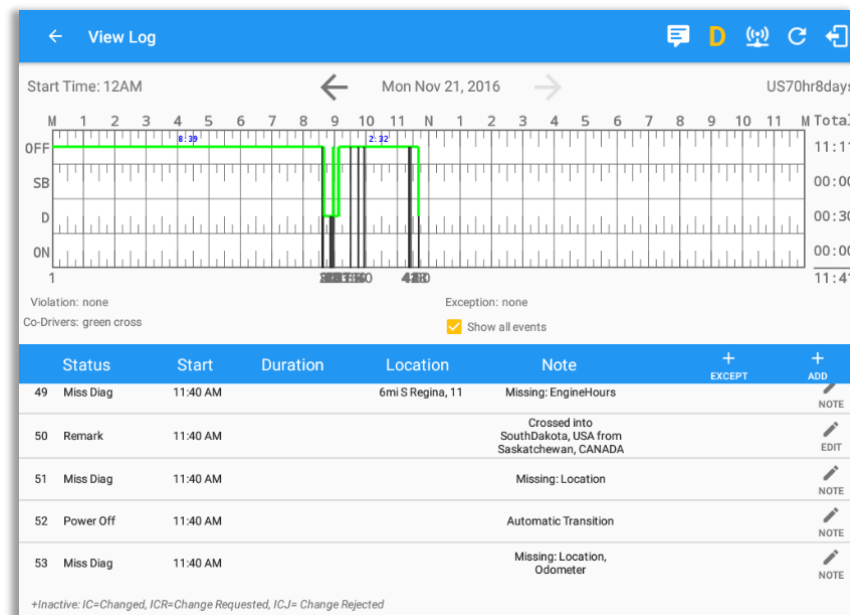 View Log
D
Start Time: 12AM
Mon Nov 21, 2016
US70hr8days
M 1 2 3 4 5 6 7 8 9 10 11 N 1 2 3 4 5 6 7 8 9 10 11 M Total
8:39 2:32
OFF 11:11
SB 00:00
D 00:30
ON 00:00
1
11:41
Violation: none
Exception: none
Co-Drivers: green cross
Show all events
Status Start Duration Location Note + EXCEPT + ADD
49 Miss Diag 11:40 AM 6mi S Regina, 11 Missing: EngineHours NOTE
50 Remark 11:40 AM Crossed into
SouthDakota, USA from
Saskatchewan, CANADA
EDIT
51 Miss Diag 11:40 AM Missing: Location NOTE
52 Power Off 11:40 AM Automatic Transition NOTE
53 Miss Diag 11:40 AM Missing: Location,
Odometer
NOTE
+Inactive: IC=Changed, ICR=Change Requested, ICJ= Change Rejected